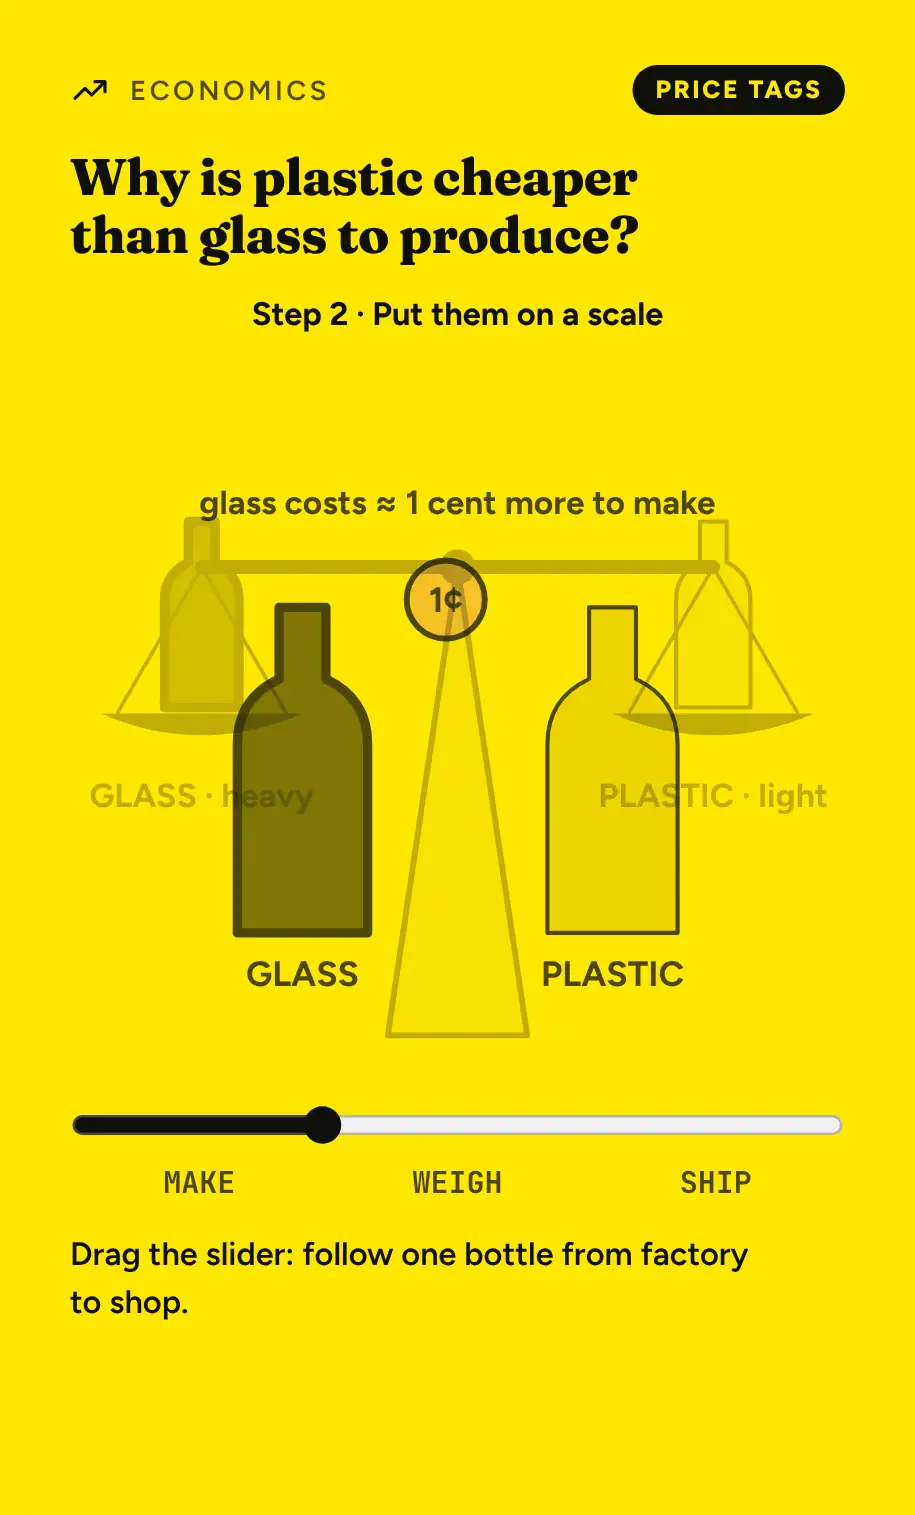 ECONOMICS
PRICE TAGS
Why is plastic cheaper
than glass to produce?
Step 2 · Put them on a scale
glass costs ≈ 1 cent more to make
1¢
GLASS · heavy
PLASTIC · light
GLASS
PLASTIC
MAKE
WEIGH
SHIP
Drag the slider: follow one bottle from factory
to shop.